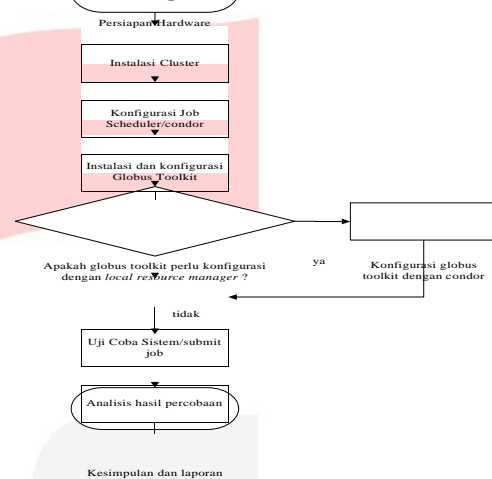 Persiapan Hardware
Instalasi Cluster
Konfigurasi Job
Scheduler/condor
Instalasi dan konfigurasi
Globus Toolkit
Apakah globus toolkit perlu konfigurasi
dengan local resource manager ?
ya
Konfigurasi globus
toolkit dengan condor
tidak
Uji Coba Sistem/submit
job
Analisis hasil percobaan
Kesimpulan dan laporan